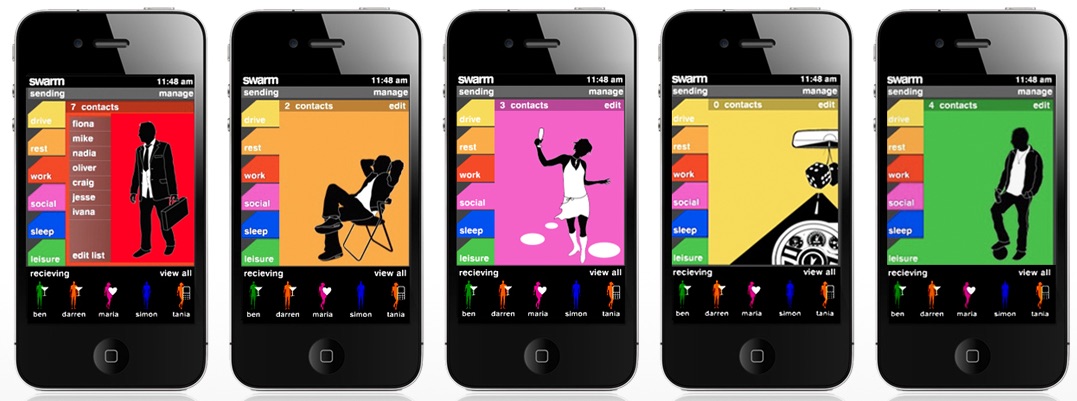 swarm 11:48 am
sending manage
7 contacts
drive
rest
work
social
sleep
leisure
fiona
mike
nadia
oliver
craig
jesse
ivana
edit list
recieving view all
ben darren maria simon tania
swarm 11:48 am
sending manage
2 contacts edit
drive
rest
work
social
sleep
leisure
recieving view all
ben darren maria simon tania
swarm 11:48 am
sending manage
3 contacts edit
drive
rest
work
social
sleep
leisure
recieving view all
ben darren maria simon tania
swarm 11:48 am
sending manage
0 contacts edit
drive
rest
work
social
sleep
leisure
recieving view all
ben darren maria simon tania
swarm 11:48 am
sending manage
4 contacts edit
drive
rest
work
social
sleep
leisure
recieving view all
ben darren maria simon tania